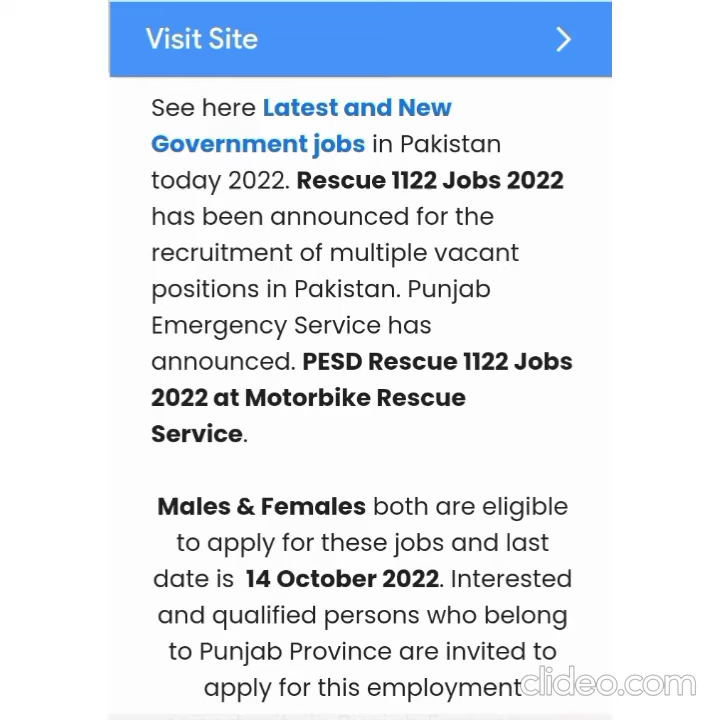 Visit Site
See here Latest and New
Government jobs in Pakistan
today 2022. Rescue 1122 Jobs 2022
has been announced for the
recruitment of multiple vacant
positions in Pakistan. Punjab
Emergency Service has
announced. PESD Rescue 1122 Jobs
2022 at Motorbike Rescue
Service.
Males & Females both are eligible
to apply for these jobs and last
date is 14 October 2022. Interested
and qualified persons who belong
to Punjab Province are invited to
apply for this employment
clideo.com